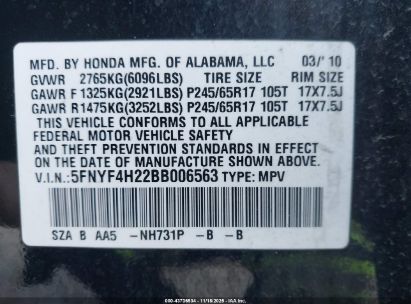 MFD. BY HONDA MFG. OF ALABAMA, LLC 03/'10
GVWR 2765KG(6096LBS) TIRE SIZE RIM SIZE
GAWR F 1325KG(2921LBS) P245/65R17 105T 17X7.5J
GAWR R 1475KG(3252LBS) P245/65R17 105T 17X7.5J
THIS VEHICLE CONFORMS TO ALL APPLICABLE
FEDERAL MOTOR VEHICLE SAFETY
AND THEFT PREVENTION STANDARDS IN
EFFECT ON THE DATE OF MANUFACTURE SHOWN ABOVE.
V.I.N.: 5FNYF4H22BB006563 TYPE: MPV
SZA B AA5 -NH731P -B -B